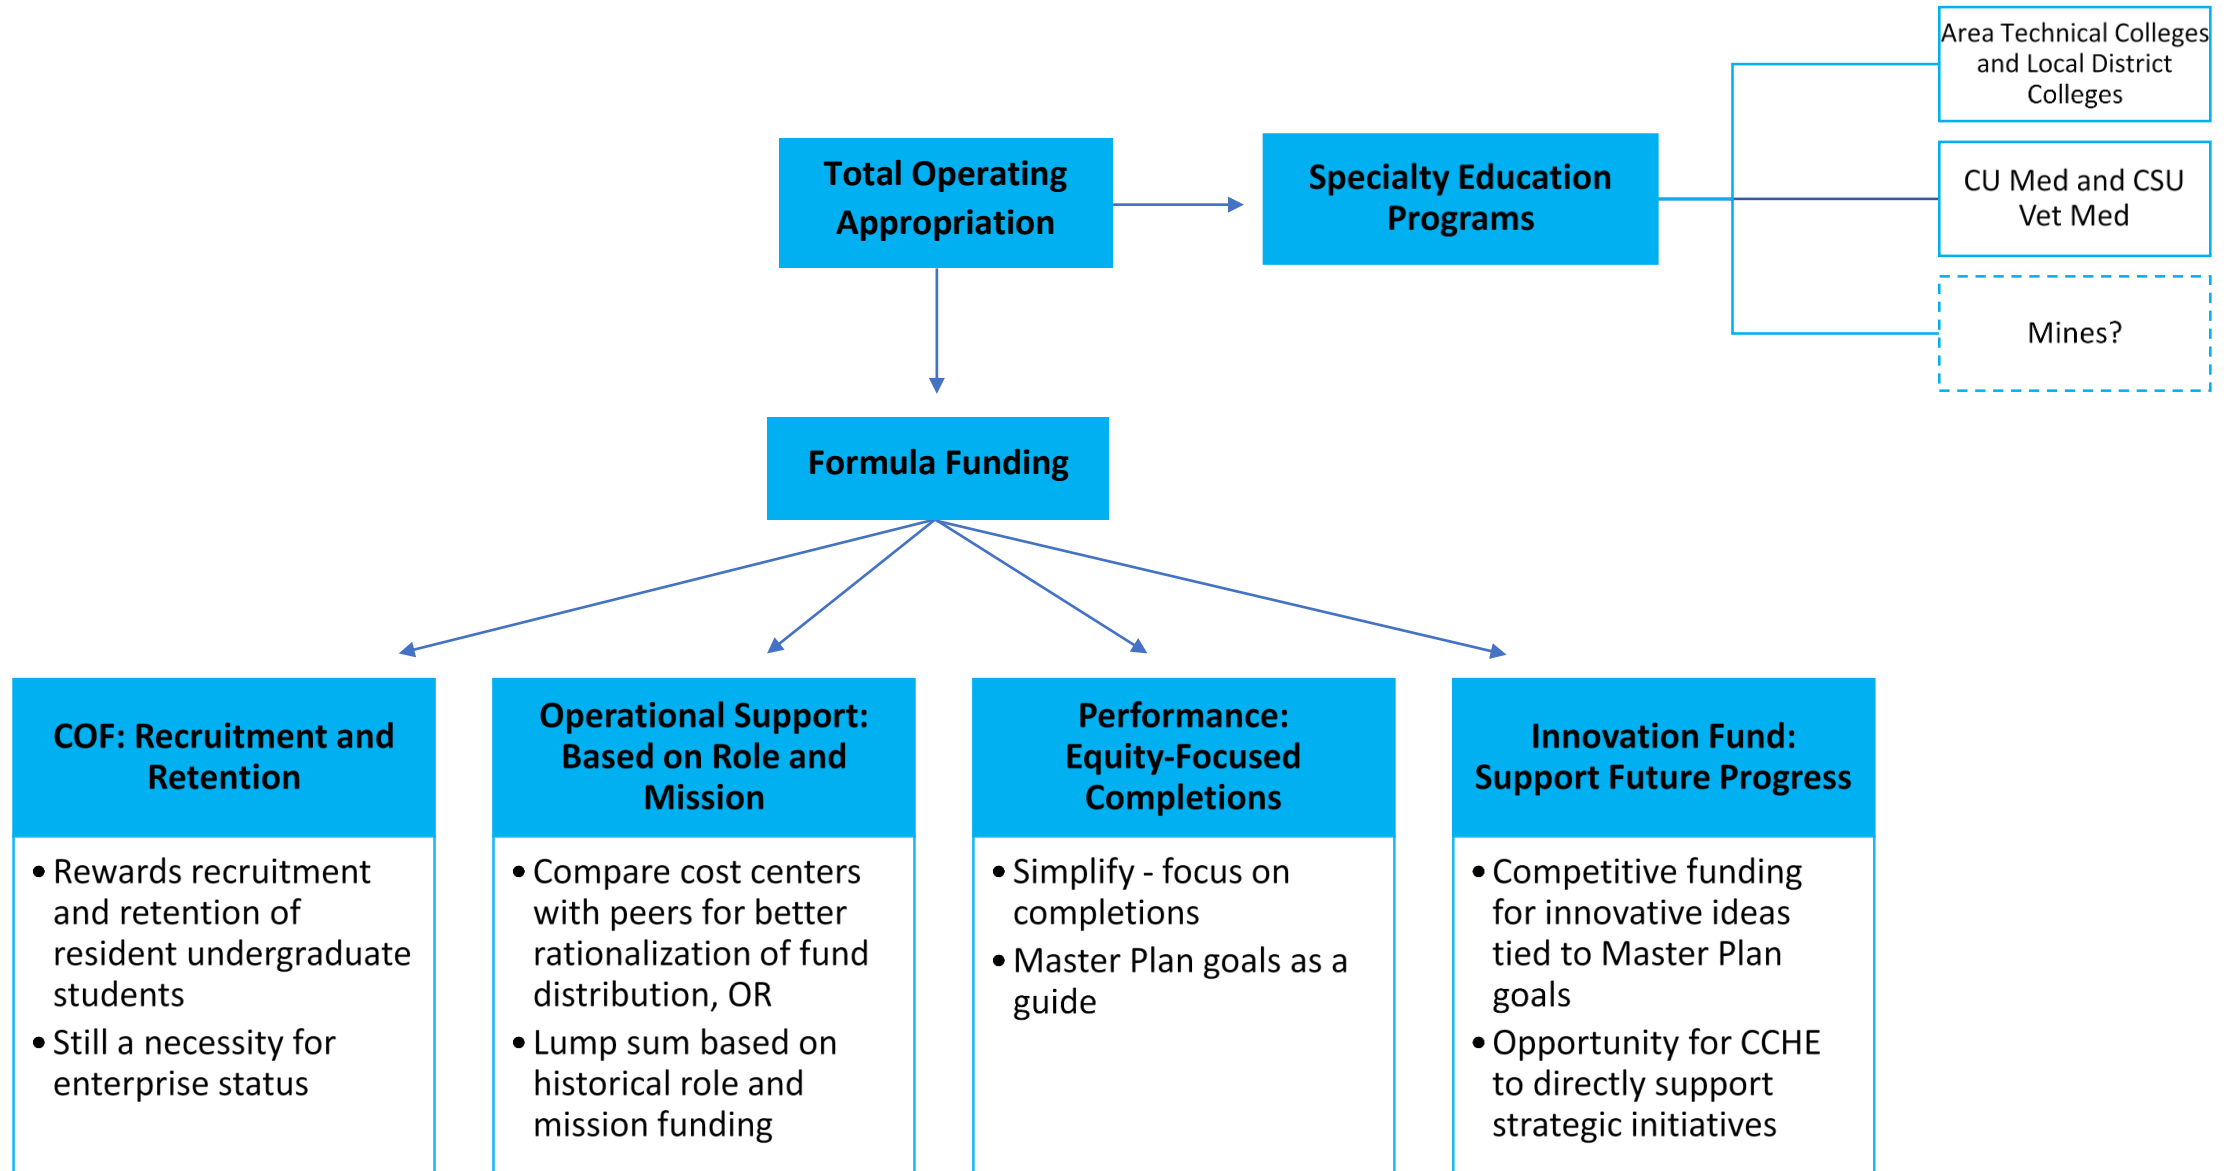 Area Technical Colleges
and Local District
Colleges
Total Operating
Appropriation
Specialty Education
Programs
CU Med and CSU
Vet Med
Mines?
Formula Funding
COF: Recruitment and
Retention
• Rewards recruitment
and retention of
resident undergraduate
students
• Still a necessity for
enterprise status
Operational Support:
Based on Role and
Mission
• Compare cost centers
with peers for better
rationalization of fund
distribution, OR
• Lump sum based on
historical role and
mission funding
Performance:
Equity-Focused
Completions
• Simplify - focus on
completions
• Master Plan goals as a
guide
Innovation Fund:
Support Future Progress
• Competitive funding
for innovative ideas
tied to Master Plan
goals
• Opportunity for CCHE
to directly support
strategic initiatives